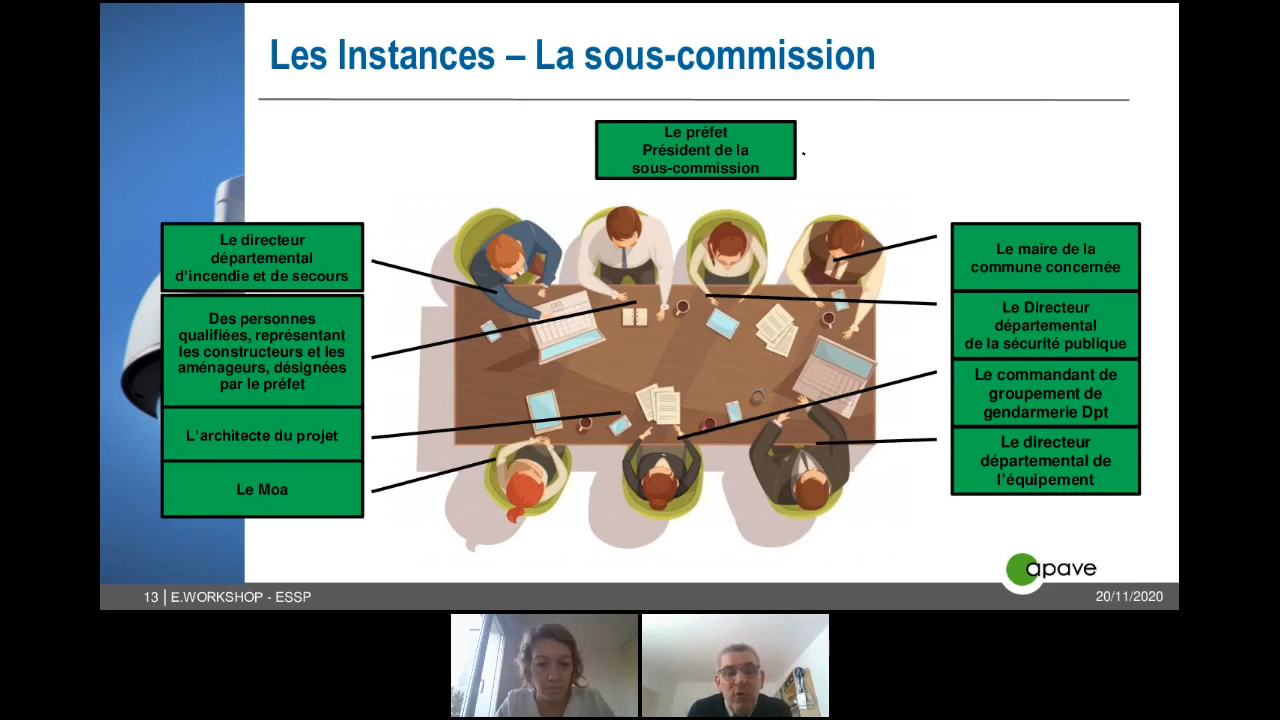 Les Instances – La sous-commission
Le préfet
Président de la
sous-commission
.
Le directeur
départemental
d'incendie et de secours
Des personnes
qualifiées, représentant
les constructeurs et les
aménageurs, désignées
par le préfet
L'architecte du projet
Le Moa
Le maire de la
commune concernée
Le Directeur
départemental
de la sécurité publique
Le commandant de
groupement de
gendarmerie Dpt
Le directeur
départemental de
l'équipement
apave
13 | E.WORKSHOP - ESSP
20/11/2020